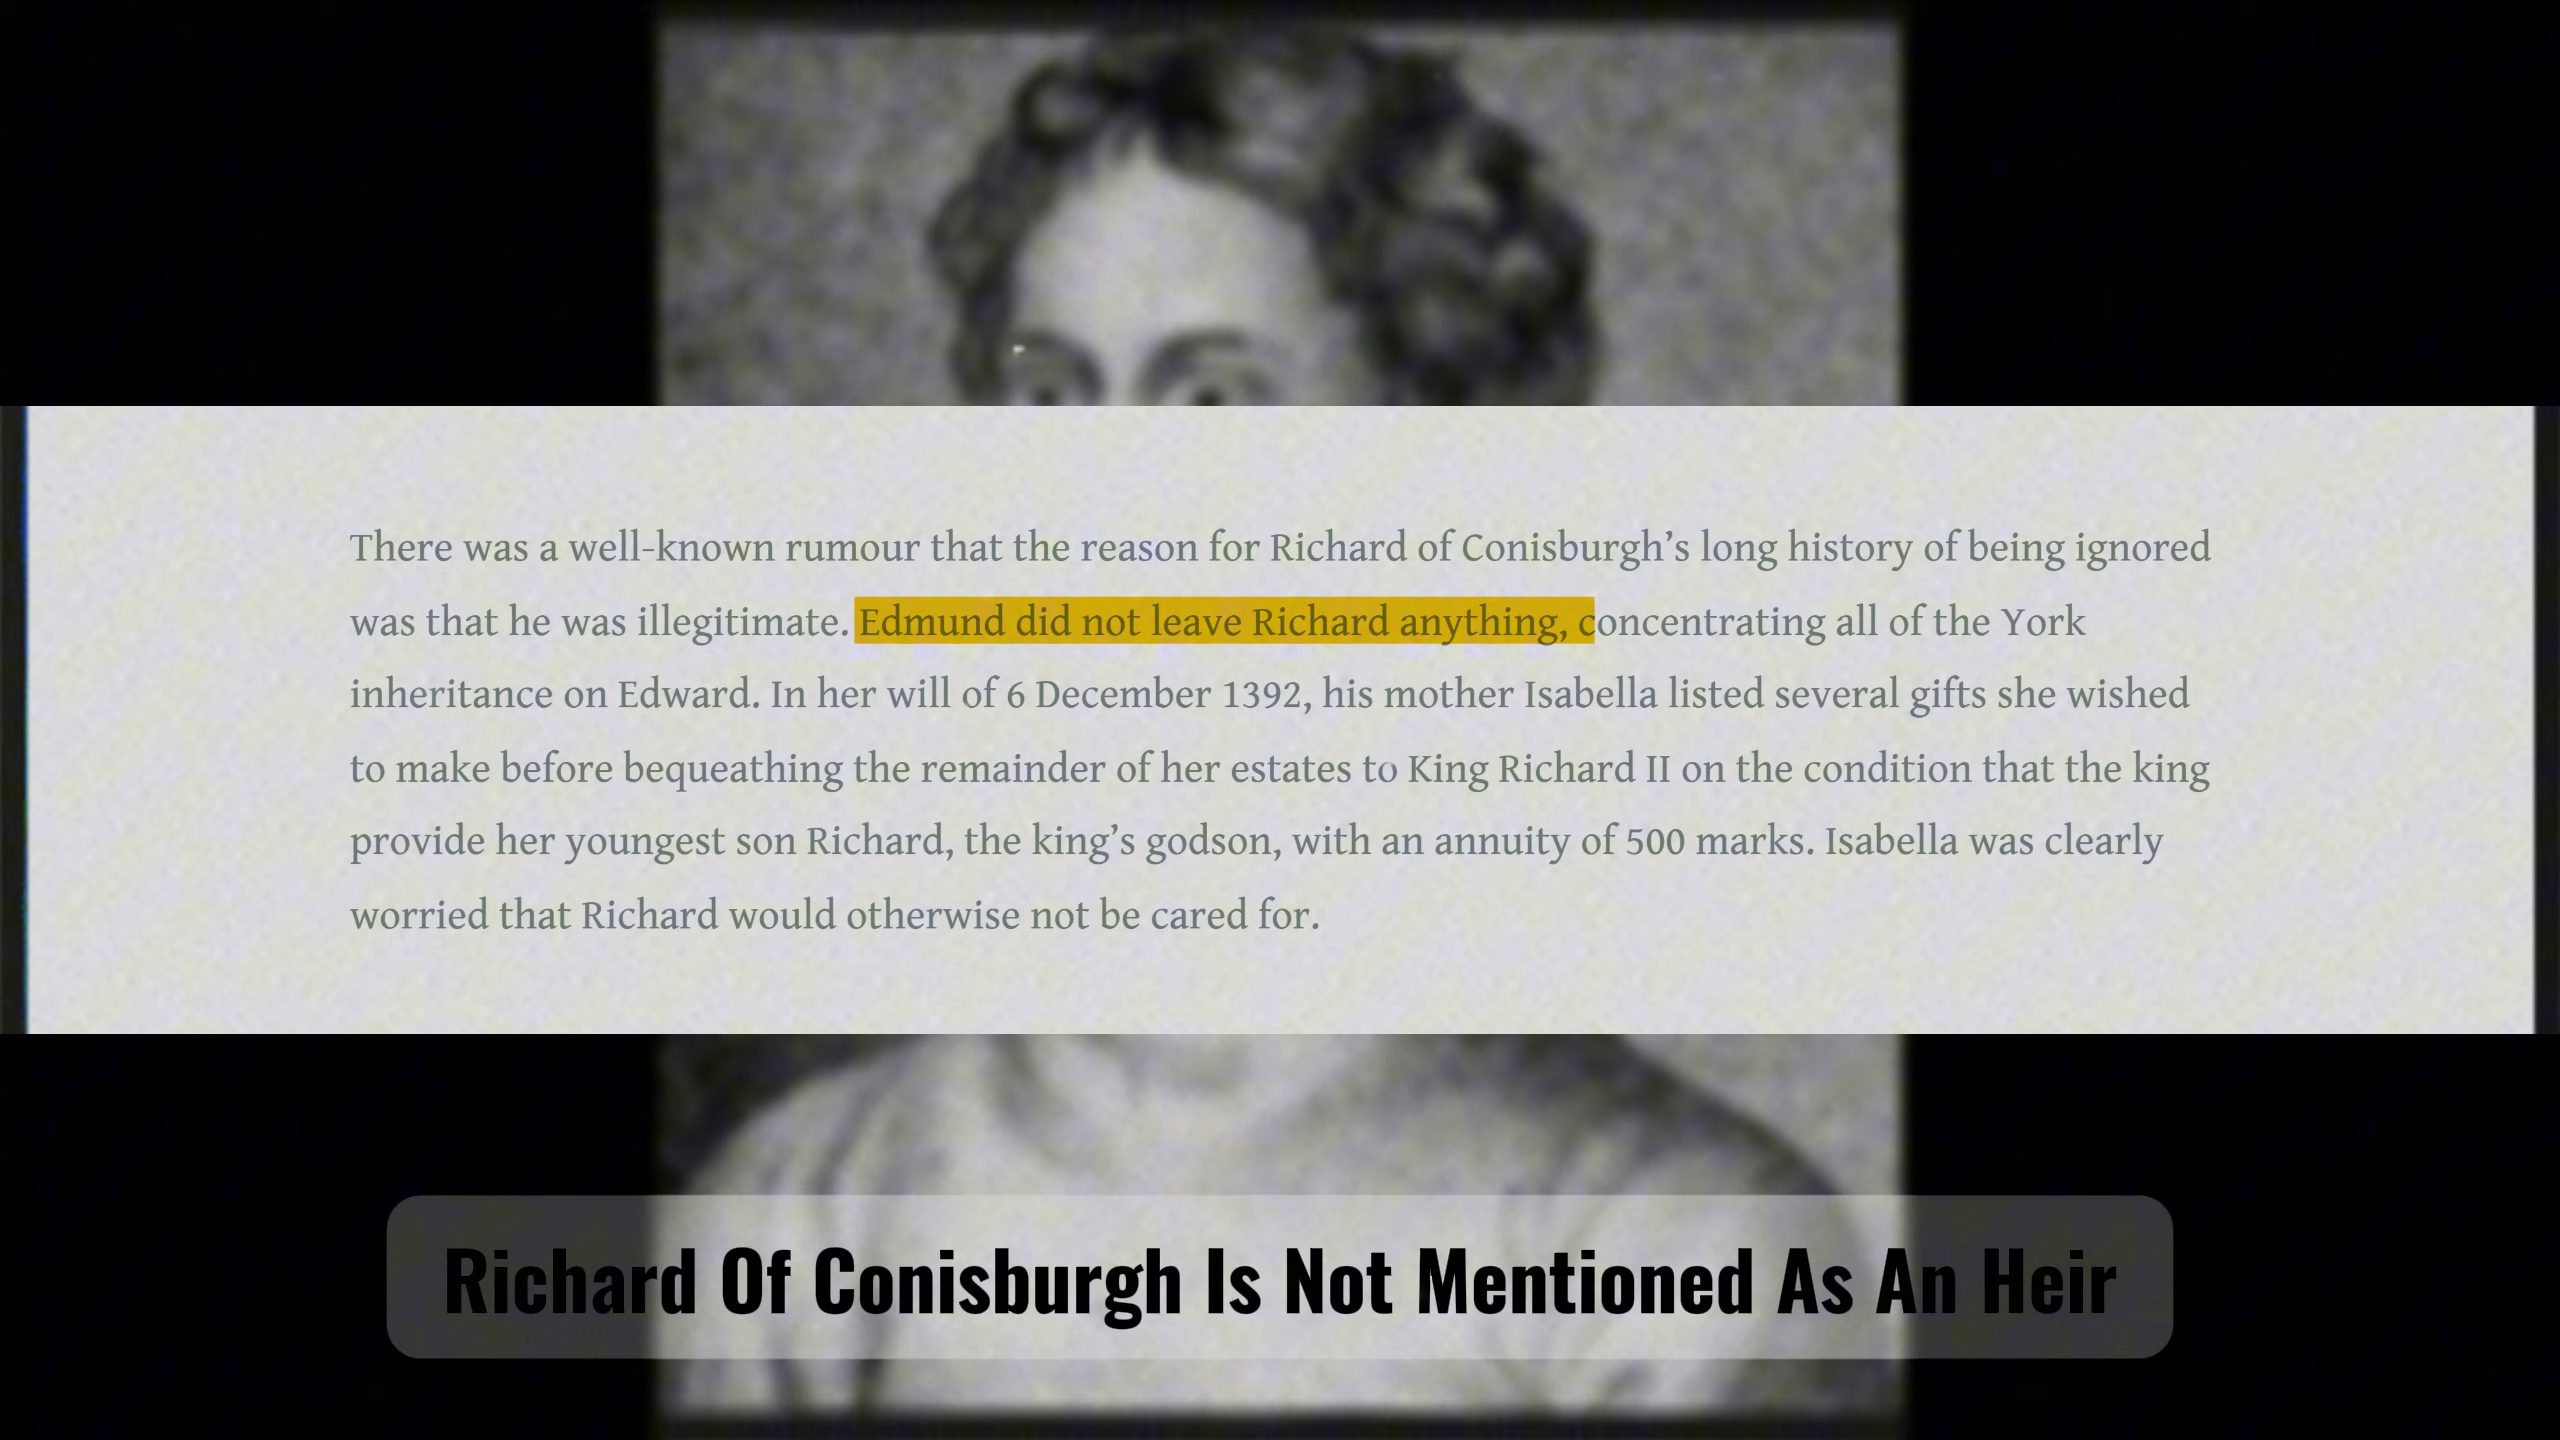 There was a well-known rumour that the reason for Richard of Conisburgh’s long history of being ignored
was that he was illegitimate. Edmund did not leave Richard anything, concentrating all of the York
inheritance on Edward. In her will of 6 December 1392, his mother Isabella listed several gifts she wished
to make before bequeathing the remainder of her estates to King Richard II on the condition that the king
provide her youngest son Richard, the king’s godson, with an annuity of 500 marks. Isabella was clearly
worried that Richard would otherwise not be cared for.
Richard Of Conisburgh Is Not Mentioned As An Heir